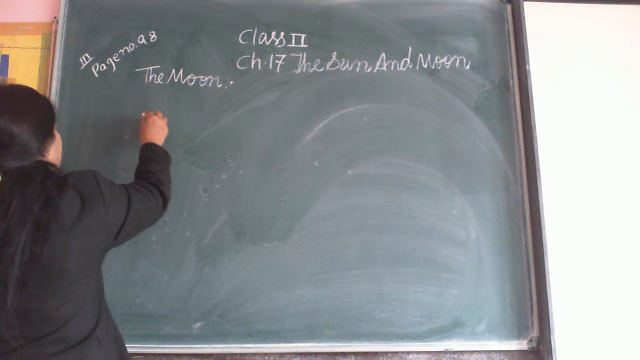 Class II
III
Page no. 98
Ch. 17 The Sun And Moon
The Moon: